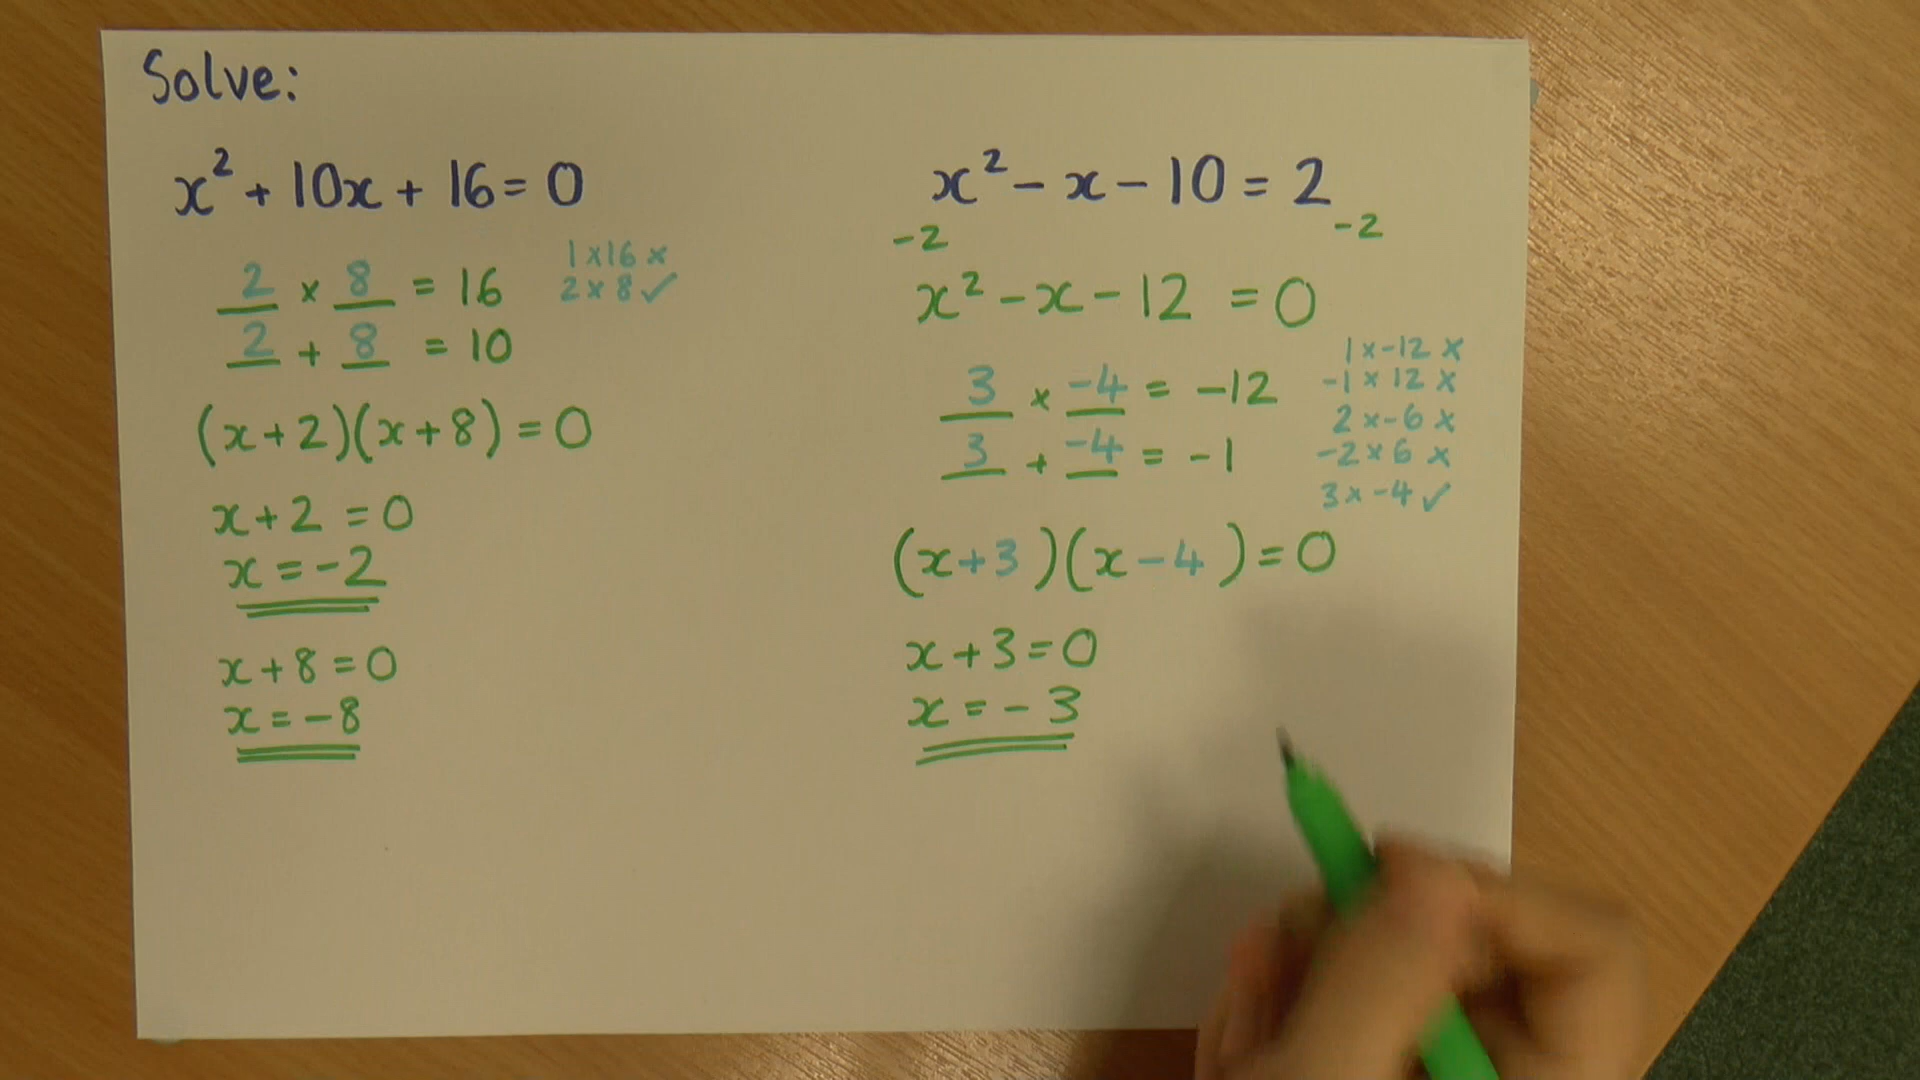 Solve:
x² + 10x + 16 = 0
2 × 8 = 16
1 × 16 ×
2 × 8 ✓
2 + 8 = 10
(x + 2)(x + 8) = 0
x + 2 = 0
x = -2
x + 8 = 0
x = -8
x² - x - 10 = 2
-2 -2
x² - x - 12 = 0
3 × -4 = -12
3 + -4 = -1
1 × -12 ×
-1 × 12 ×
2 × -6 ×
-2 × 6 ×
3 × -4 ✓
(x + 3)(x - 4) = 0
x + 3 = 0
x = -3